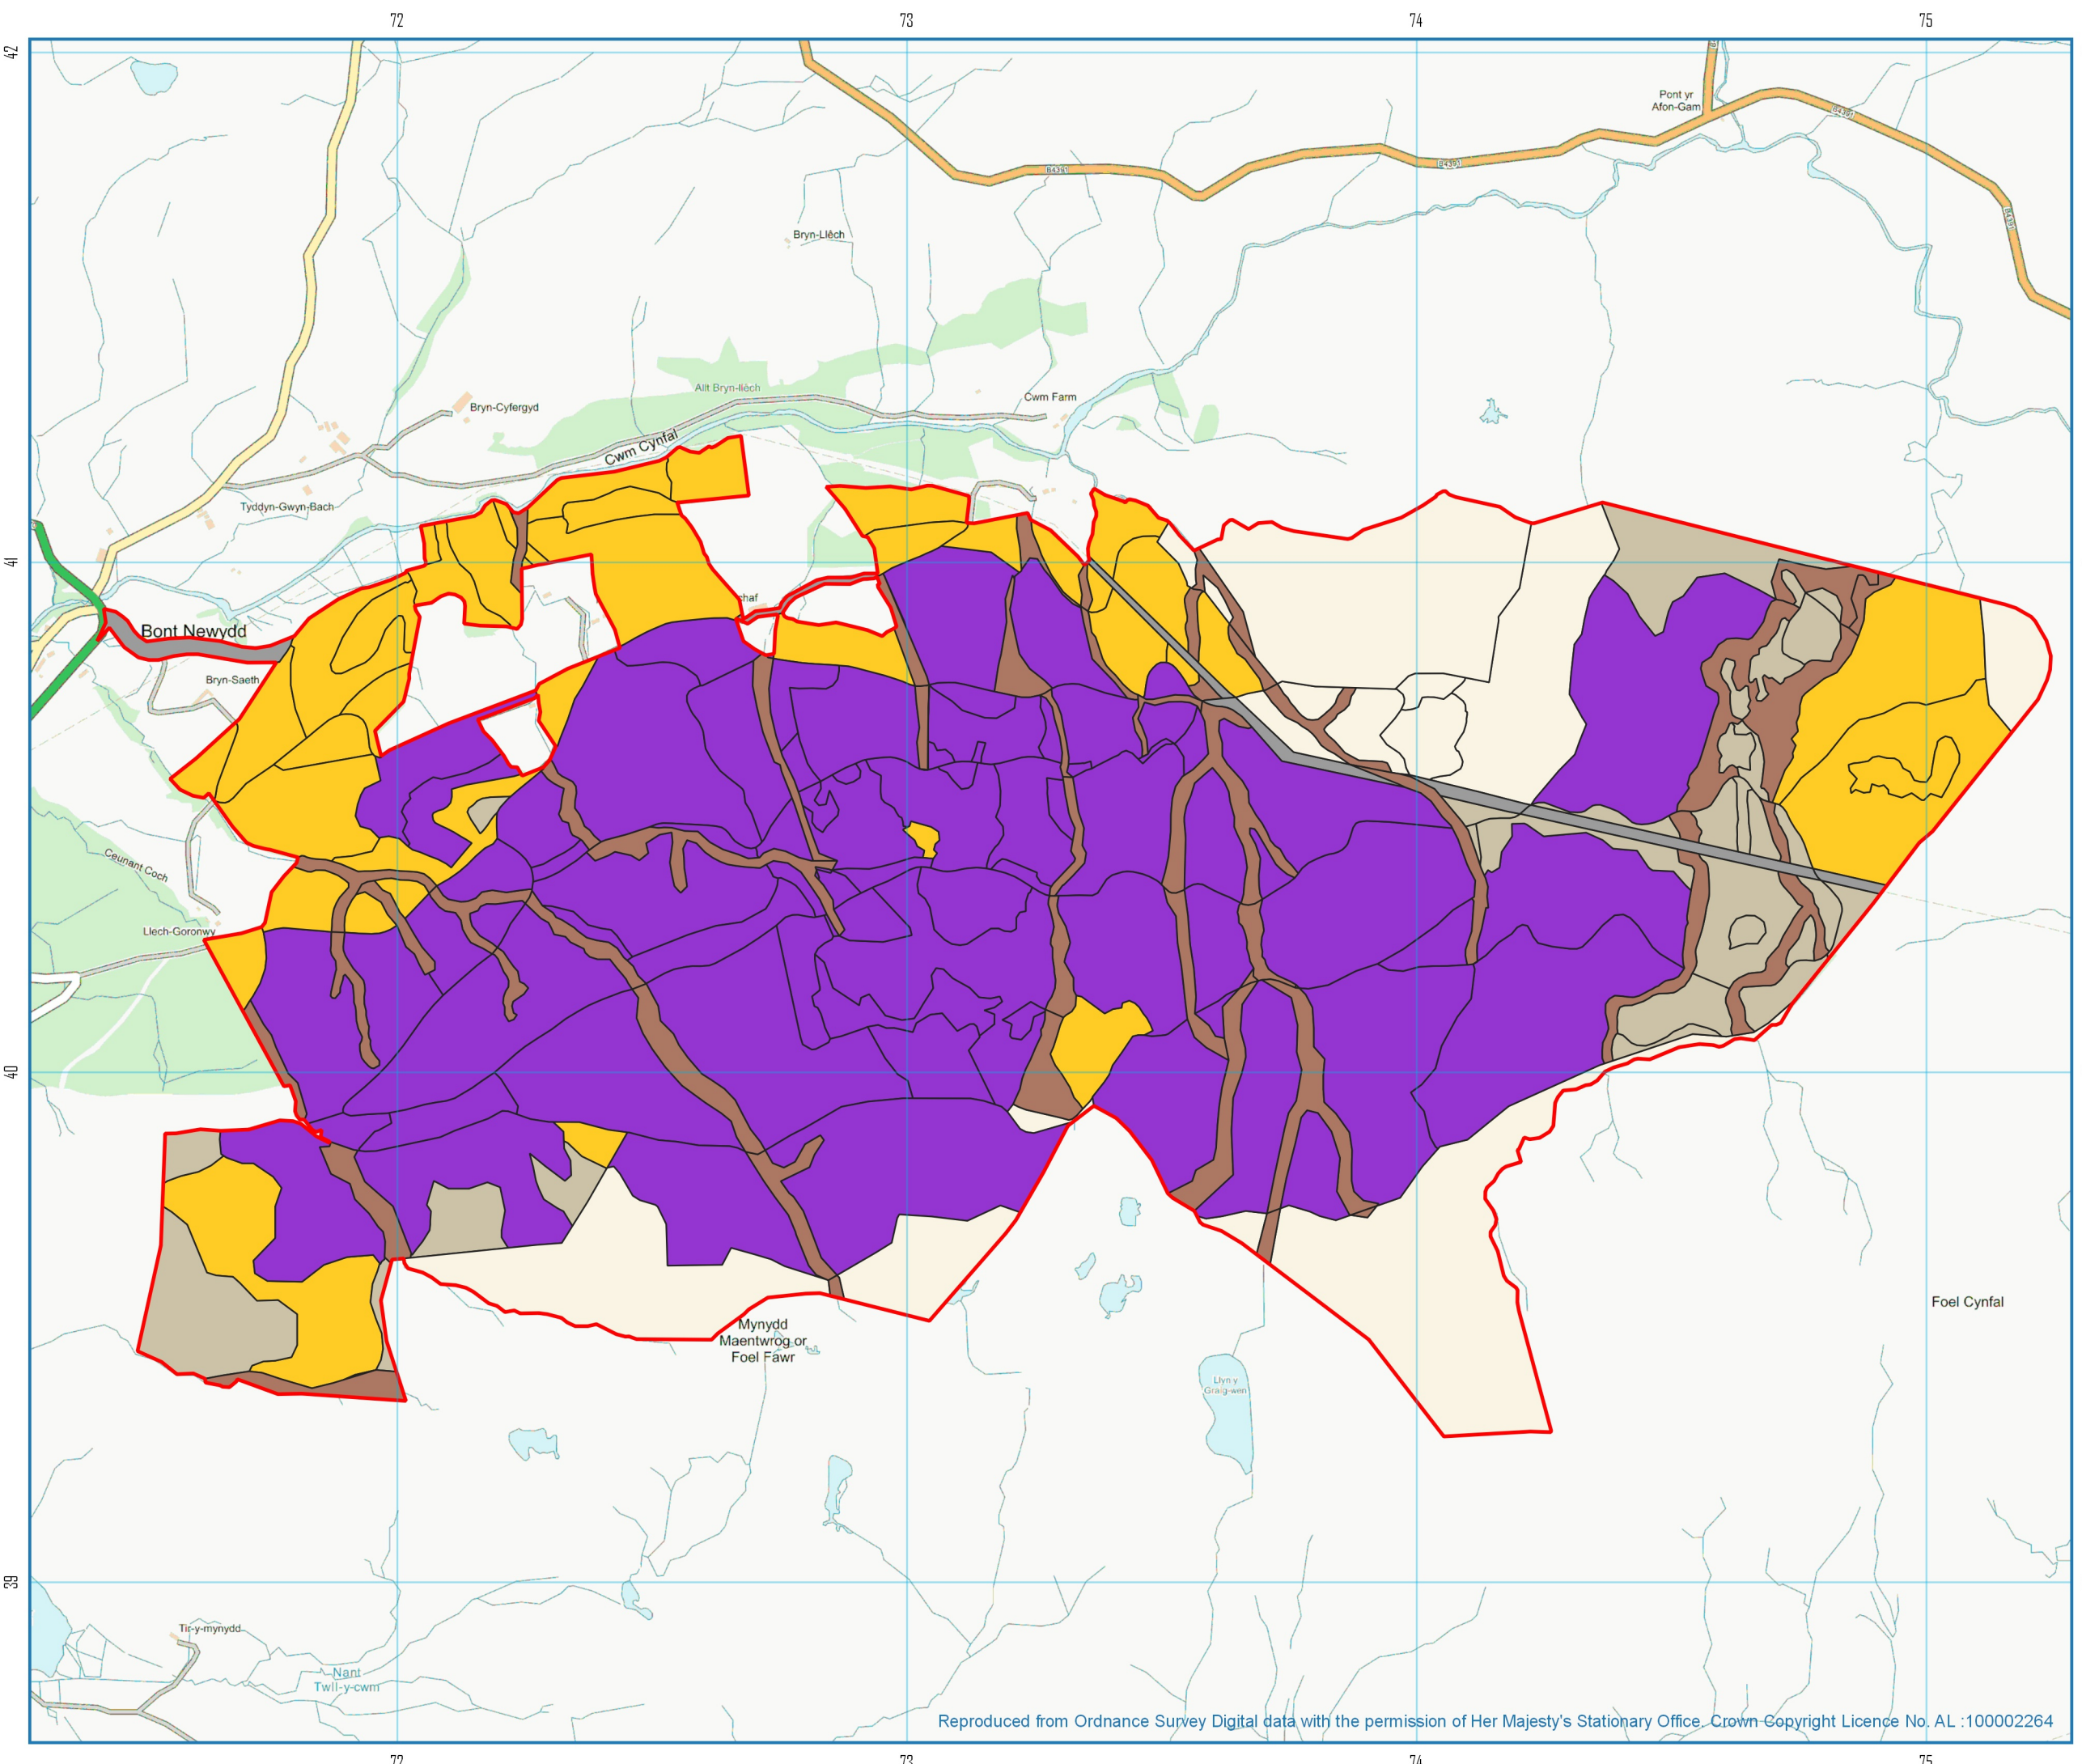 72 73 74 75
42
Pont yr
Afon-Gam
B4391
B4391
B4391
B4391
Bryn-Llêch
Allt Bryn-llêch
Cwm Farm
Bryn-Cyfergyd
Cwm Cynfal
Tyddyn-Gwyn-Bach
41
haf
Bont Newydd
Bryn-Saeth
Ceunant Coch
Llech-Goronwy
40
Foel Cynfal
Mynydd
Maentwrog or
Foel Fawr
Llyn y
Graig-wen
39
Tir-y-mynydd
Nant
Twll-y-cwm
Reproduced from Ordnance Survey Digital data with the permission of Her Majesty's Stationary Office. Crown Copyright Licence No. AL :100002264
72 73 74 75